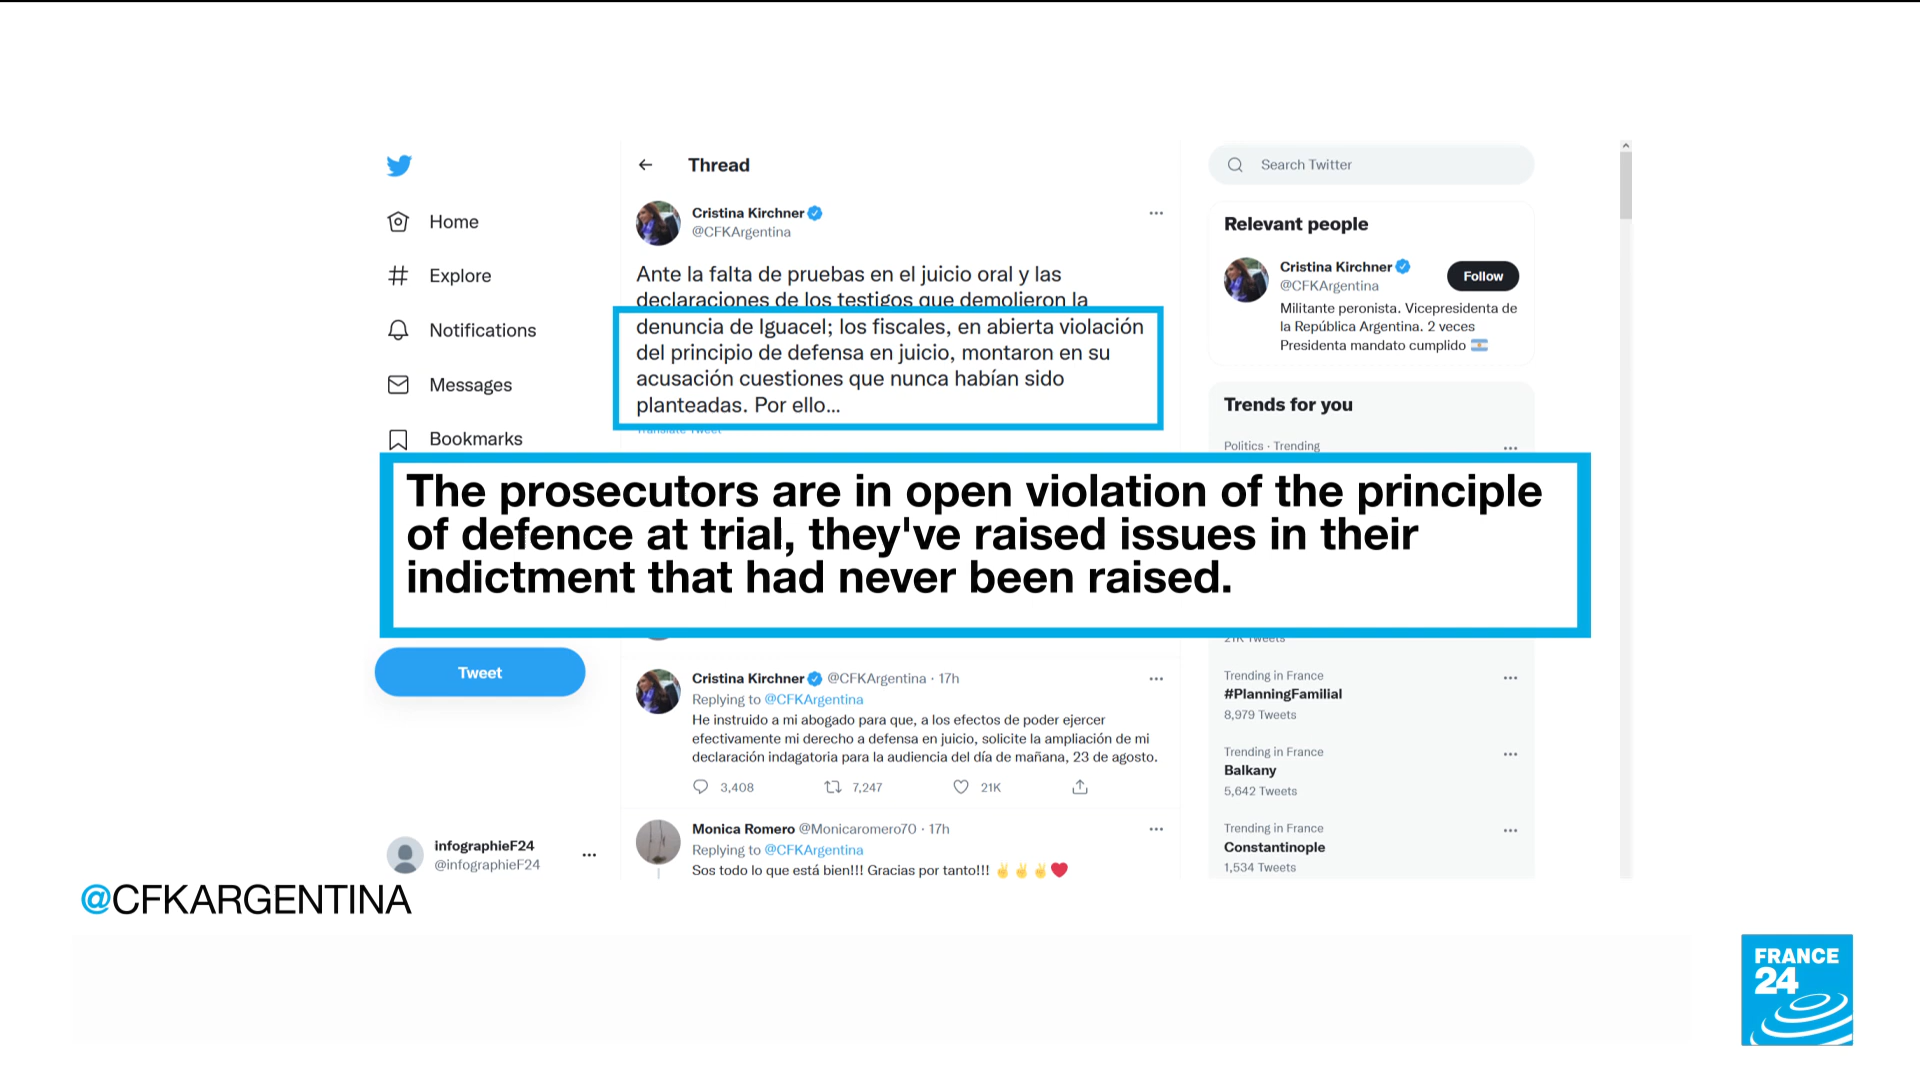 Home
Explore
Notifications
Messages
Bookmarks
Tweet
infographieF24
@infographieF24
Thread
Cristina Kirchner
@CFKArgentina
Ante la falta de pruebas en el juicio oral y las
declaraciones de los testigos que demolieron la
denuncia de Iguacel; los fiscales, en abierta violación
del principio de defensa en juicio, montaron en su
acusación cuestiones que nunca habían sido
planteadas. Por ello...
Translate Tweet
The prosecutors are in open violation of the principle
of defence at trial, they've raised issues in their
indictment that had never been raised.
Cristina Kirchner @CFKArgentina · 17h
Replying to @CFKArgentina
He instruido a mi abogado para que, a los efectos de poder ejercer
efectivamente mi derecho a defensa en juicio, solicite la ampliación de mi
declaración indagatoria para la audiencia del día de mañana, 23 de agosto.
3,408 7,247 21K
Monica Romero @Monicaromero70 · 17h
Replying to @CFKArgentina
Sos todo lo que está bien!!! Gracias por tanto!!! ✌✌✌❤
Search Twitter
Relevant people
Cristina Kirchner
@CFKArgentina
Follow
Militante peronista. Vicepresidenta de
la República Argentina. 2 veces
Presidenta mandato cumplido 🇦🇷
Trends for you
Politics · Trending
21K Tweets
Trending in France
#PlanningFamilial
8,979 Tweets
Trending in France
Balkany
5,642 Tweets
Trending in France
Constantinople
1,534 Tweets
@CFKARGENTINA
FRANCE
24